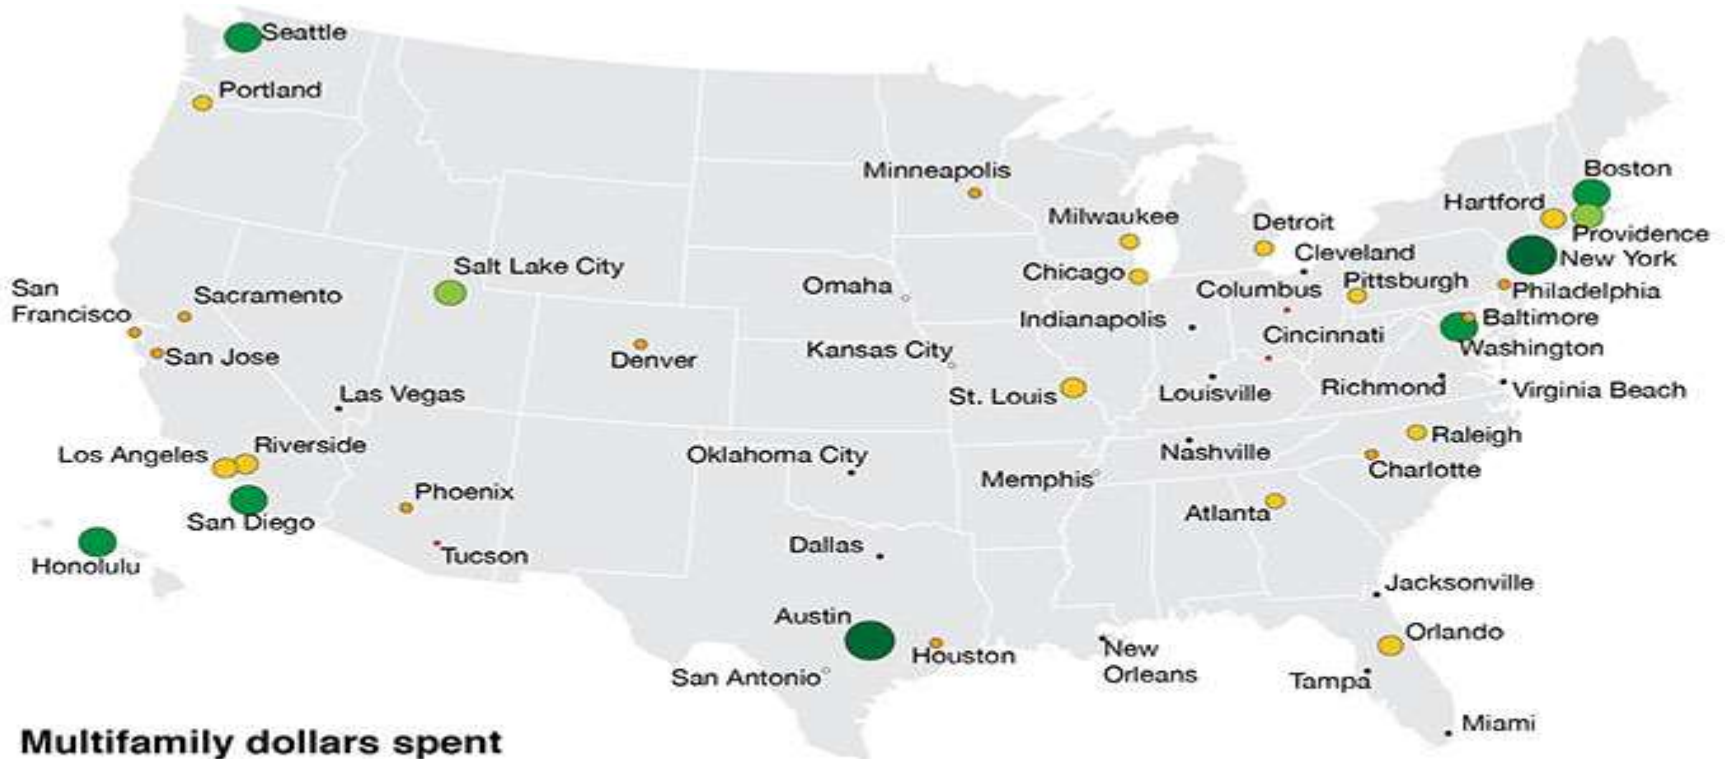 Seattle
Portland
Minneapolis
Boston
Hartford
Milwaukee
Detroit
Providence
Cleveland
New York
Salt Lake City
Chicago
Pittsburgh
Omaha
Columbus
Philadelphia
San
Francisco
Sacramento
Indianapolis
Baltimore
Cincinnati
San Jose
Denver
Kansas City
Washington
Las Vegas
St. Louis
Louisville
Richmond
Virginia Beach
Los Angeles
Riverside
Oklahoma City
Nashville
Raleigh
Memphis
Charlotte
Phoenix
San Diego
Atlanta
Honolulu
Tucson
Dallas
Jacksonville
Austin
Orlando
Houston
New
Orleans
San Antonio
Tampa
Miami
Multifamily dollars spent